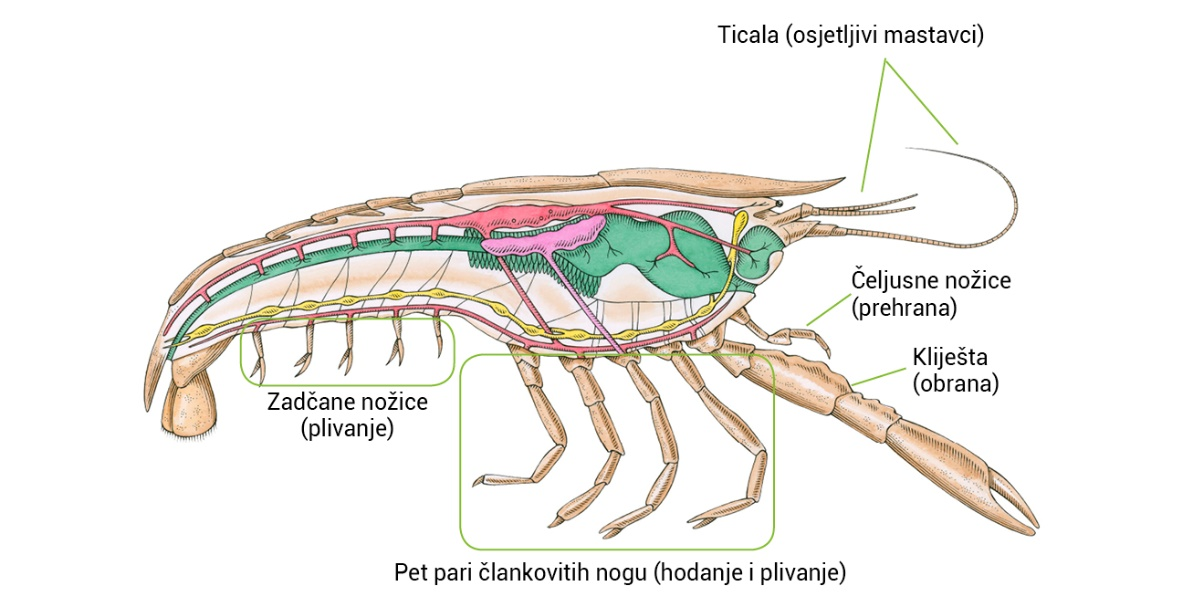 Ticala (osjetljivi mastavci)
Čeljusne nožice
(prehrana)
Kliješta
(obrana)
Zadčane nožice
(plivanje)
Pet pari člankovitih nogu (hodanje i plivanje)